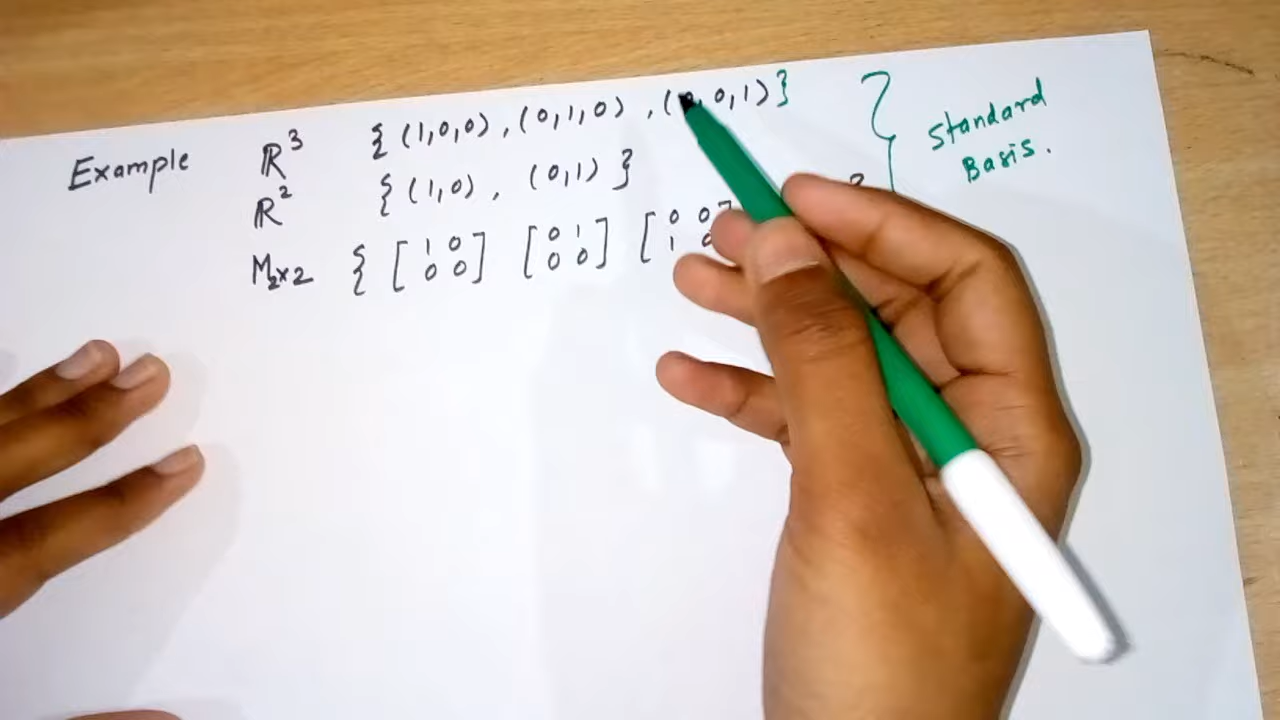 Example ℝ³ { (1,0,0) , (0,1,0) , (0,0,1) }
ℝ² { (1,0) , (0,1) }
M₂ₓ₂ { [ 1 0
0 0 ] [ 0 1
0 0 ] [ 0 0
1
Standard
Basis.